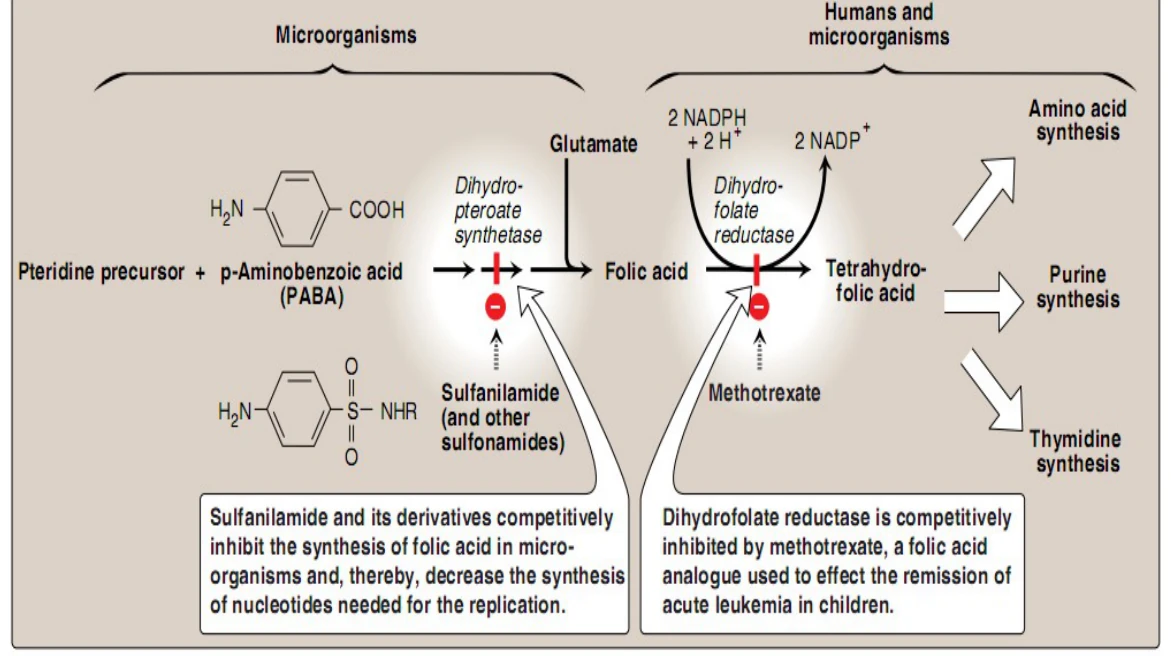 Microorganisms
Humans and
microorganisms
2 NADPH
+ 2 H+
2 NADP+
Amino acid
synthesis
Glutamate
Dihydro-
pteroate
synthetase
Dihydro-
folate
reductase
H2N
COOH
Pteridine precursor + p-Aminobenzoic acid
(PABA)
Folic acid
Tetrahydro-
folic acid
Purine
synthesis
−
−
O
H2N
S
NHR
O
Sulfanilamide
(and other
sulfonamides)
Methotrexate
Thymidine
synthesis
Sulfanilamide and its derivatives competitively
inhibit the synthesis of folic acid in micro-
organisms and, thereby, decrease the synthesis
of nucleotides needed for the replication.
Dihydrofolate reductase is competitively
inhibited by methotrexate, a folic acid
analogue used to effect the remission of
acute leukemia in children.